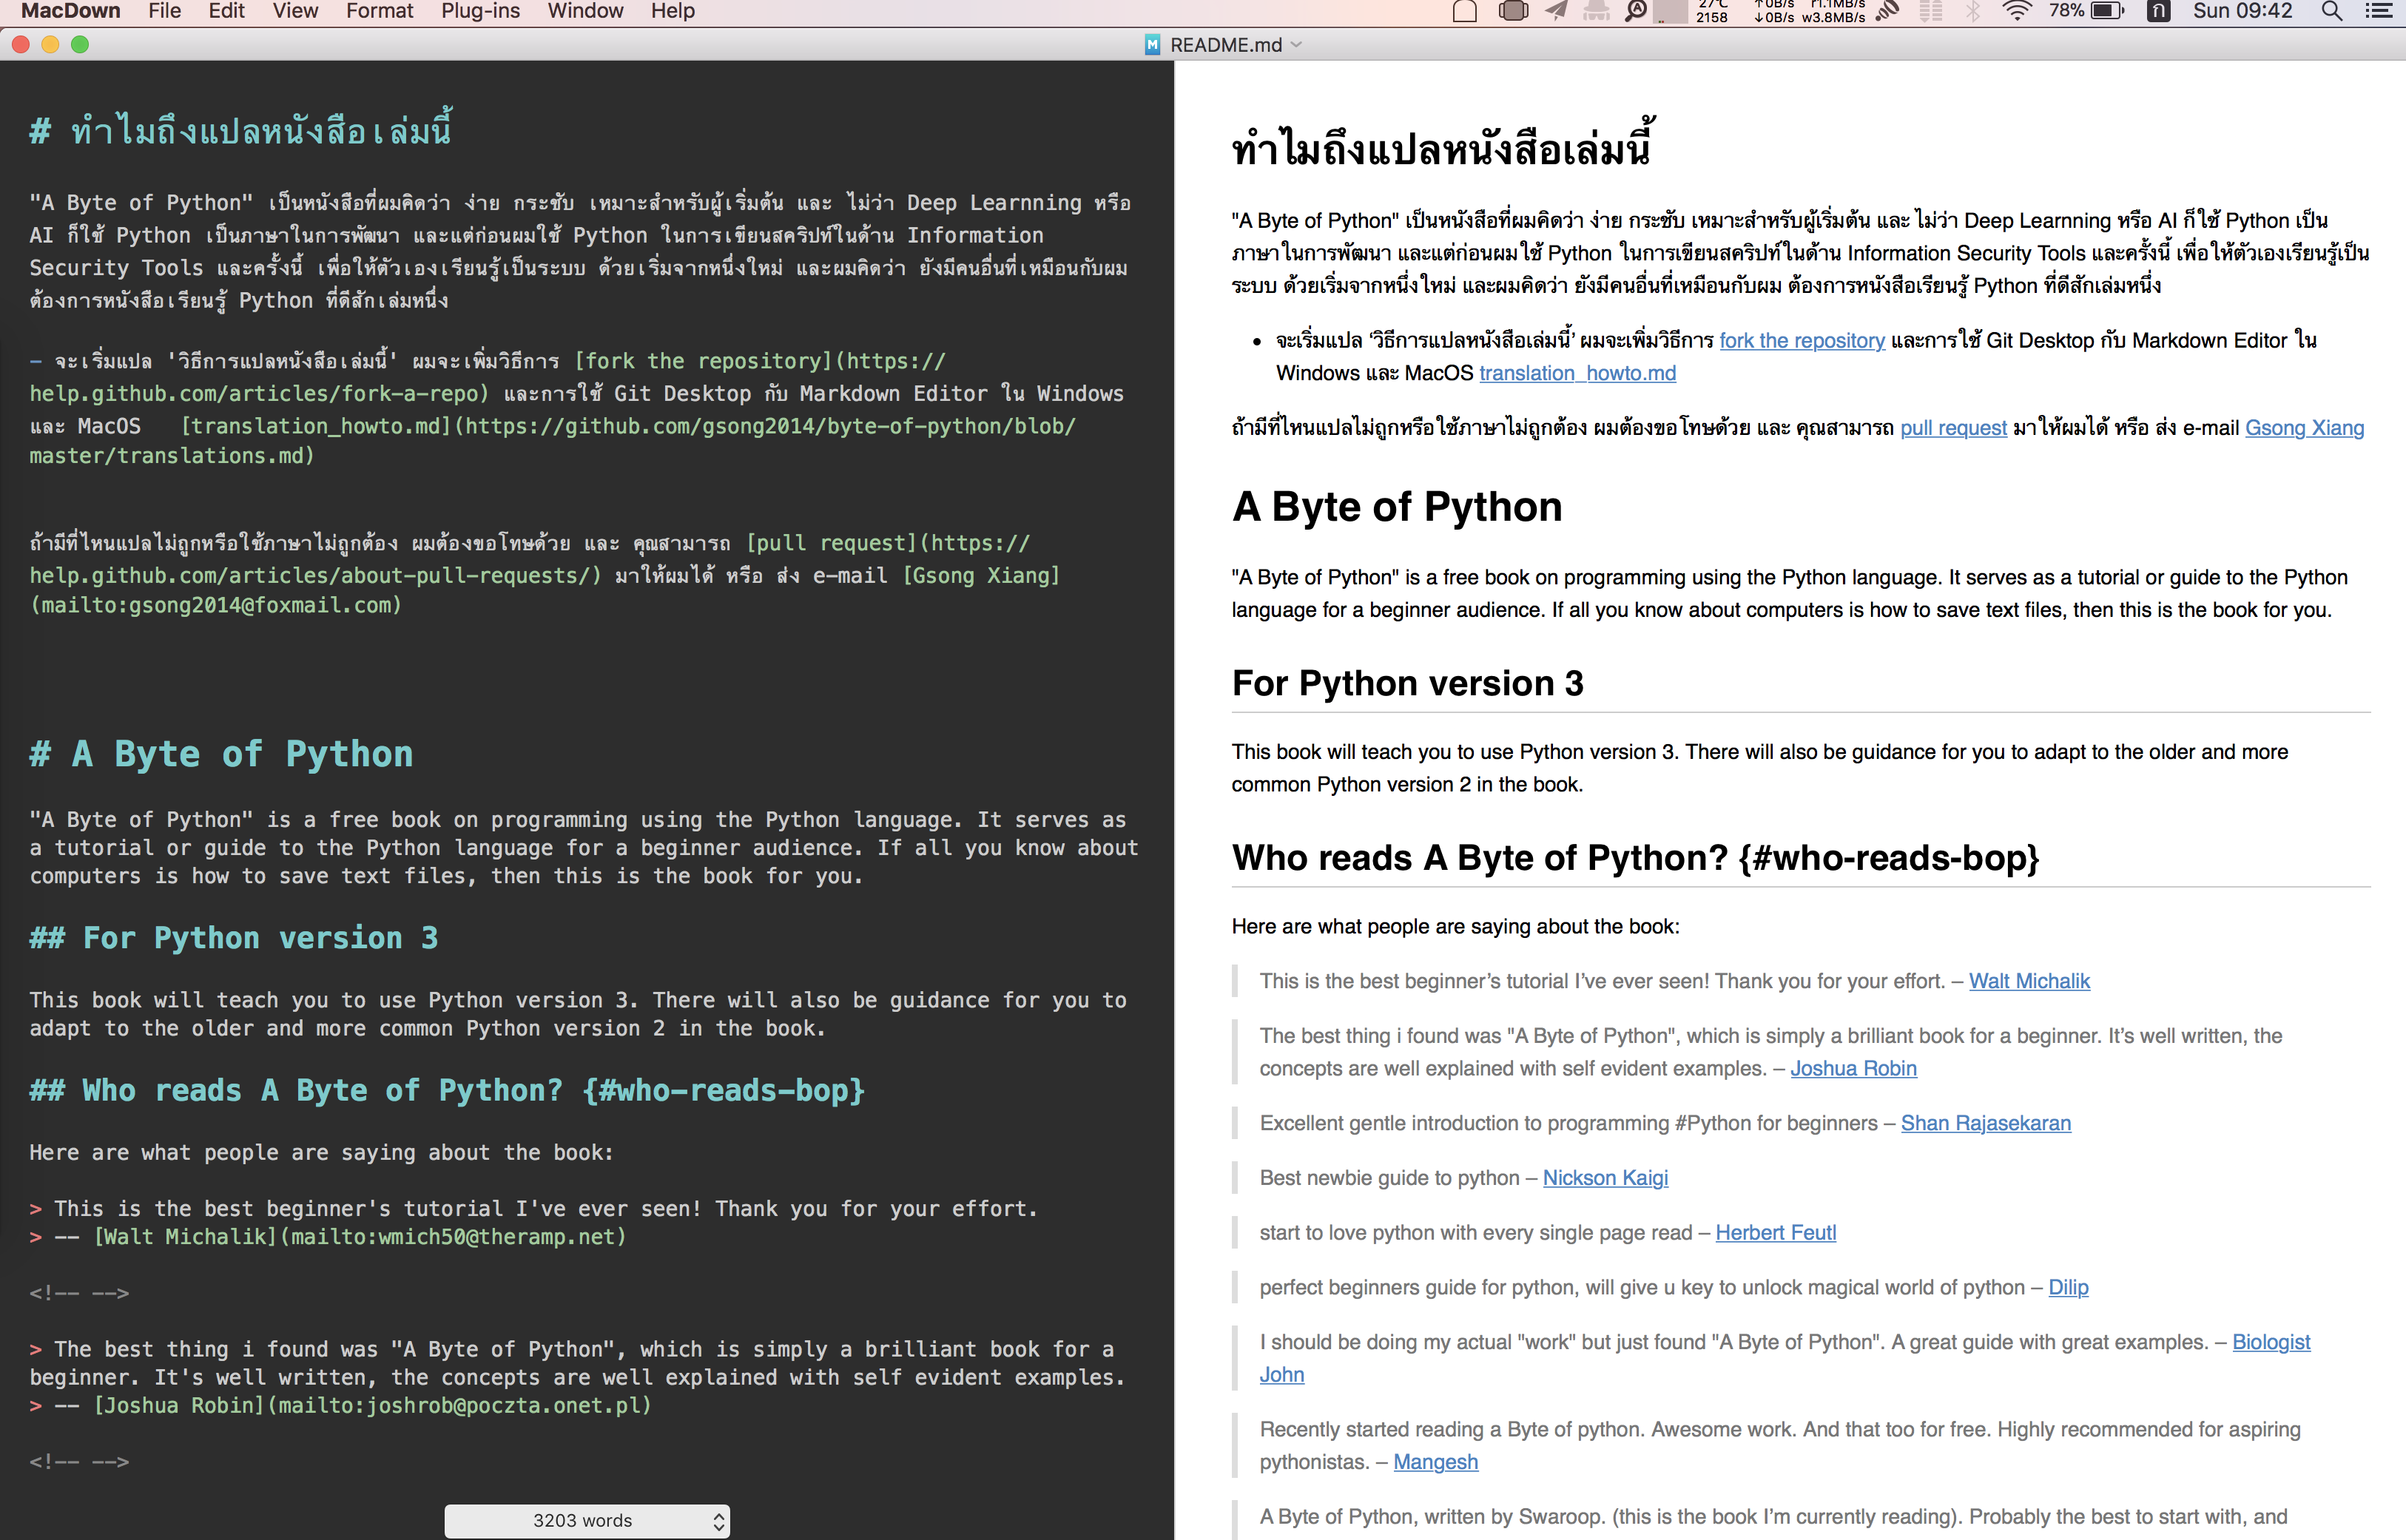 MacDown File Edit View Format Plug-ins Window Help
27℃
2158
↑0B/s
↓0B/s
r1.1MB/s
w3.8MB/s
78%
ก
Sun 09:42
README.md
# ทำไมถึงแปลหนังสือเล่มนี้
"A Byte of Python" เป็นหนังสือที่ผมคิดว่า ง่าย กระชับ เหมาะสำหรับผู้เริ่มต้น และ ไม่ว่า Deep Learnning หรือ
AI ก็ใช้ Python เป็นภาษาในการพัฒนา และแต่ก่อนผมใช้ Python ในการเขียนสคริปท์ในด้าน Information
Security Tools และครั้งนี้ เพื่อให้ตัวเองเรียนรู้เป็นระบบ ด้วยเริ่มจากหนึ่งใหม่ และผมคิดว่า ยังมีคนอื่นที่เหมือนกับผม
ต้องการหนังสือเรียนรู้ Python ที่ดีสักเล่มหนึ่ง
- จะเริ่มแปล 'วิธีการแปลหนังสือเล่มนี้' ผมจะเพิ่มวิธีการ [fork the repository](https://
help.github.com/articles/fork-a-repo) และการใช้ Git Desktop กับ Markdown Editor ใน Windows
และ MacOS [translation_howto.md](https://github.com/gsong2014/byte-of-python/blob/
master/translations.md)
ถ้ามีที่ไหนแปลไม่ถูกหรือใช้ภาษาไม่ถูกต้อง ผมต้องขอโทษด้วย และ คุณสามารถ [pull request](https://
help.github.com/articles/about-pull-requests/) มาให้ผมได้ หรือ ส่ง e-mail [Gsong Xiang]
(mailto:gsong2014@foxmail.com)
# A Byte of Python
"A Byte of Python" is a free book on programming using the Python language. It serves as
a tutorial or guide to the Python language for a beginner audience. If all you know about
computers is how to save text files, then this is the book for you.
## For Python version 3
This book will teach you to use Python version 3. There will also be guidance for you to
adapt to the older and more common Python version 2 in the book.
## Who reads A Byte of Python? {#who-reads-bop}
Here are what people are saying about the book:
> This is the best beginner's tutorial I've ever seen! Thank you for your effort.
> -- [Walt Michalik](mailto:wmich50@theramp.net)
<!-- -->
> The best thing i found was "A Byte of Python", which is simply a brilliant book for a
beginner. It's well written, the concepts are well explained with self evident examples.
> -- [Joshua Robin](mailto:joshrob@poczta.onet.pl)
<!-- -->
3203 words
ทำไมถึงแปลหนังสือเล่มนี้
"A Byte of Python" เป็นหนังสือที่ผมคิดว่า ง่าย กระชับ เหมาะสำหรับผู้เริ่มต้น และ ไม่ว่า Deep Learnning หรือ AI ก็ใช้ Python เป็น
ภาษาในการพัฒนา และแต่ก่อนผมใช้ Python ในการเขียนสคริปท์ในด้าน Information Security Tools และครั้งนี้ เพื่อให้ตัวเองเรียนรู้เป็น
ระบบ ด้วยเริ่มจากหนึ่งใหม่ และผมคิดว่า ยังมีคนอื่นที่เหมือนกับผม ต้องการหนังสือเรียนรู้ Python ที่ดีสักเล่มหนึ่ง
• จะเริ่มแปล ‘วิธีการแปลหนังสือเล่มนี้’ ผมจะเพิ่มวิธีการ fork the repository และการใช้ Git Desktop กับ Markdown Editor ใน
Windows และ MacOS translation_howto.md
ถ้ามีที่ไหนแปลไม่ถูกหรือใช้ภาษาไม่ถูกต้อง ผมต้องขอโทษด้วย และ คุณสามารถ pull request มาให้ผมได้ หรือ ส่ง e-mail Gsong Xiang
A Byte of Python
"A Byte of Python" is a free book on programming using the Python language. It serves as a tutorial or guide to the Python
language for a beginner audience. If all you know about computers is how to save text files, then this is the book for you.
For Python version 3
This book will teach you to use Python version 3. There will also be guidance for you to adapt to the older and more
common Python version 2 in the book.
Who reads A Byte of Python? {#who-reads-bop}
Here are what people are saying about the book:
This is the best beginner’s tutorial I’ve ever seen! Thank you for your effort. – Walt Michalik
The best thing i found was "A Byte of Python", which is simply a brilliant book for a beginner. It’s well written, the
concepts are well explained with self evident examples. – Joshua Robin
Excellent gentle introduction to programming #Python for beginners – Shan Rajasekaran
Best newbie guide to python – Nickson Kaigi
start to love python with every single page read – Herbert Feutl
perfect beginners guide for python, will give u key to unlock magical world of python – Dilip
I should be doing my actual "work" but just found "A Byte of Python". A great guide with great examples. – Biologist
John
Recently started reading a Byte of python. Awesome work. And that too for free. Highly recommended for aspiring
pythonistas. – Mangesh
A Byte of Python, written by Swaroop. (this is the book I’m currently reading). Probably the best to start with, and